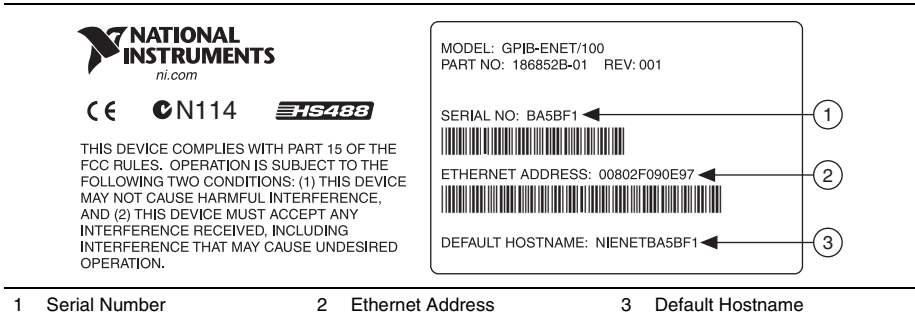 NATIONAL
INSTRUMENTS
ni.com
CE N114 HS488
THIS DEVICE COMPLIES WITH PART 15 OF THE
FCC RULES. OPERATION IS SUBJECT TO THE
FOLLOWING TWO CONDITIONS: (1) THIS DEVICE
MAY NOT CAUSE HARMFUL INTERFERENCE,
AND (2) THIS DEVICE MUST ACCEPT ANY
INTERFERENCE RECEIVED, INCLUDING
INTERFERENCE THAT MAY CAUSE UNDESIRED
OPERATION.
MODEL: GPIB-ENET/100
PART NO: 186852B-01 REV: 001
SERIAL NO: BA5BF1 1
ETHERNET ADDRESS: 00802F090E97 2
DEFAULT HOSTNAME: NIENETBA5BF1 3
1 Serial Number 2 Ethernet Address 3 Default Hostname